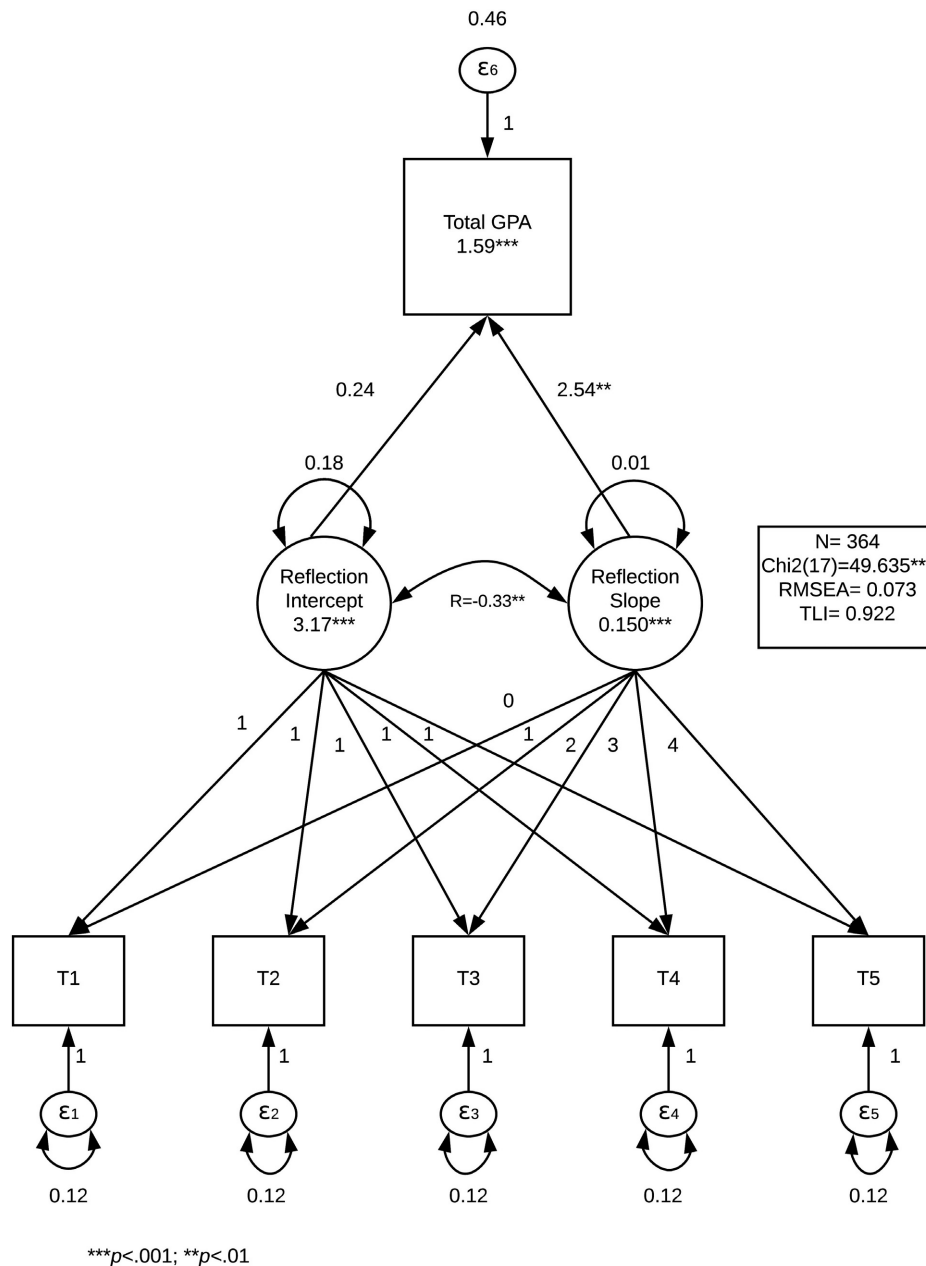 0.46
ε6
1
Total GPA
1.59***
0.24
2.54**
0.18
0.01
Reflection
Intercept
3.17***
R=-0.33**
Reflection
Slope
0.150***
N= 364
Chi2(17)=49.635**
RMSEA= 0.073
TLI= 0.922
0
1
1
1
1
1
1
2
3
4
T1
T2
T3
T4
T5
1
1
1
1
1
ε1
ε2
ε3
ε4
ε5
0.12
0.12
0.12
0.12
0.12
***p<.001; **p<.01